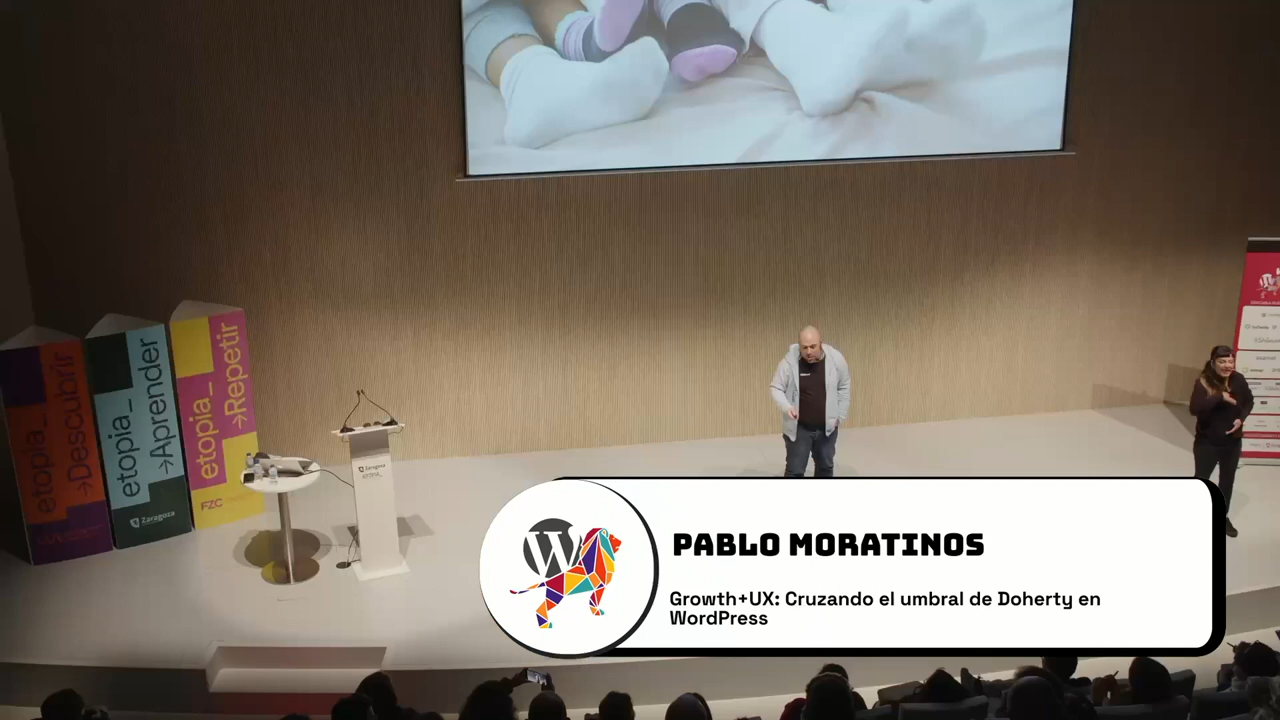 etopia_
→Descubrir
etopia_
→Aprender
Zaragoza
etopia_
→Repetir
FZC
Zaragoza
W
PABLO MORATINOS
Growth+UX: Cruzando el umbral de Doherty en
WordPress